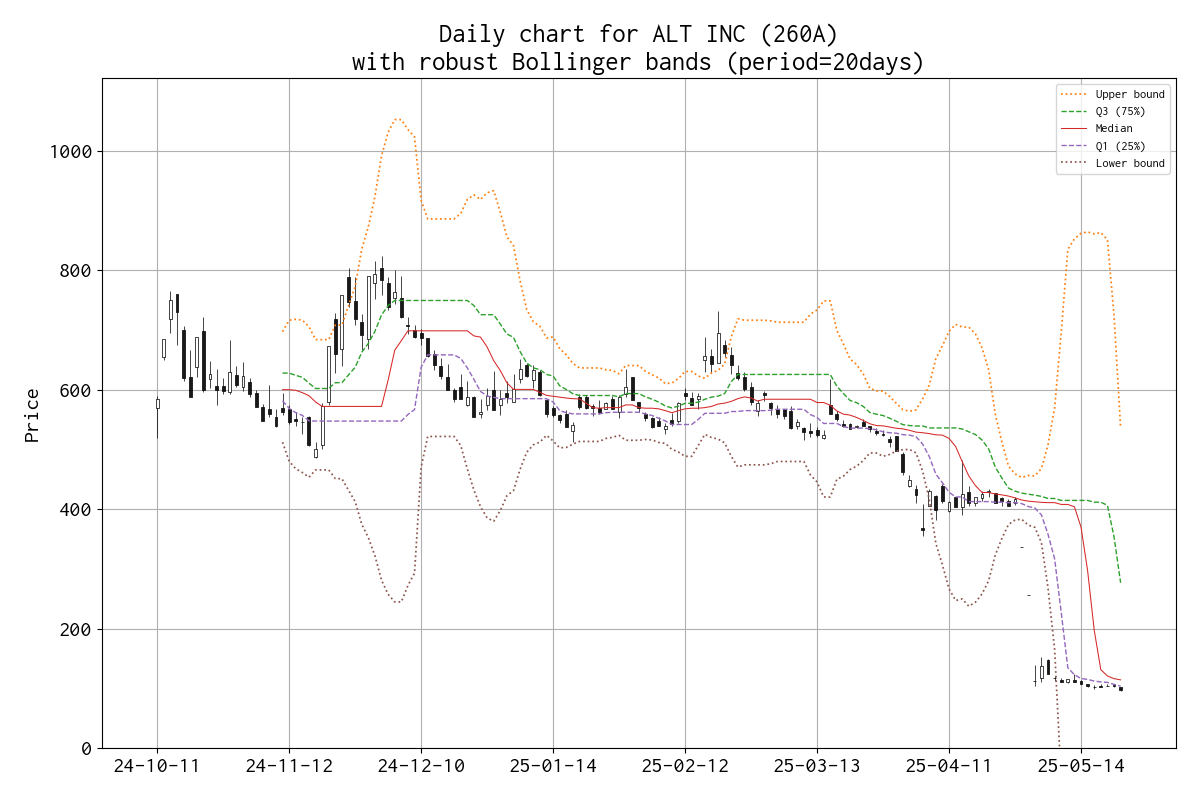 Daily chart for ALT INC (260A)
with robust Bollinger bands (period=20days)
Upper bound
Q3 (75%)
Median
Q1 (25%)
Lower bound
Price
1000
800
600
400
200
0
24-10-11
24-11-12
24-12-10
25-01-14
25-02-12
25-03-13
25-04-11
25-05-14